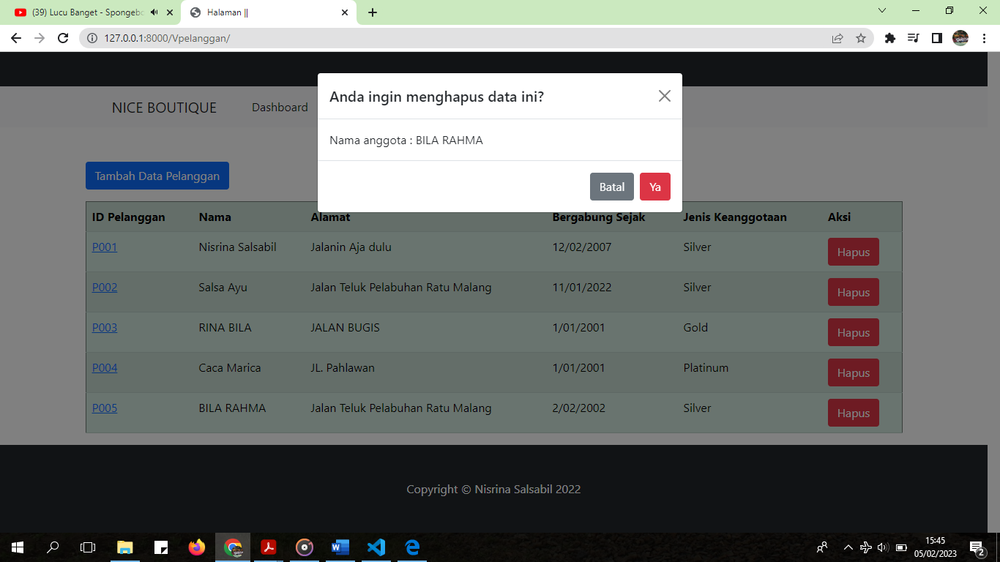 (39) Lucu Banget - Spongebo
Halaman ||
127.0.0.1:8000/Vpelanggan/
NICE BOUTIQUE
Dashboard
Anda ingin menghapus data ini?
Nama anggota : BILA RAHMA
Batal
Ya
Tambah Data Pelanggan
ID Pelanggan Nama Alamat Bergabung Sejak Jenis Keanggotaan Aksi
P001 Nisrina Salsabil Jalanin Aja dulu 12/02/2007 Silver Hapus
P002 Salsa Ayu Jalan Teluk Pelabuhan Ratu Malang 11/01/2022 Silver Hapus
P003 RINA BILA JALAN BUGIS 1/01/2001 Gold Hapus
P004 Caca Marica JL. Pahlawan 1/01/2001 Platinum Hapus
P005 BILA RAHMA Jalan Teluk Pelabuhan Ratu Malang 2/02/2002 Silver Hapus
Copyright © Nisrina Salsabil 2022
15:45
05/02/2023
2